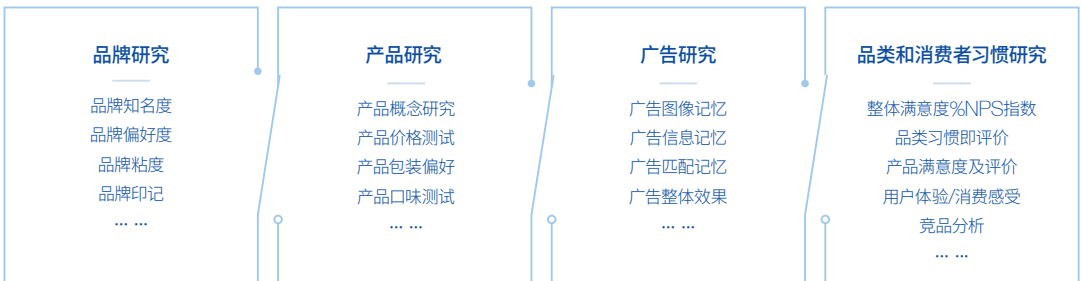 品牌研究
品牌知名度
品牌偏好度
品牌粘度
品牌印记
... ...
产品研究
产品概念研究
产品价格测试
产品包装偏好
产品口味测试
... ...
广告研究
广告图像记忆
广告信息记忆
广告匹配记忆
广告整体效果
... ...
品类和消费者习惯研究
整体满意度%NPS指数
品类习惯即评价
产品满意度及评价
用户体验/消费感受
竞品分析
... ...